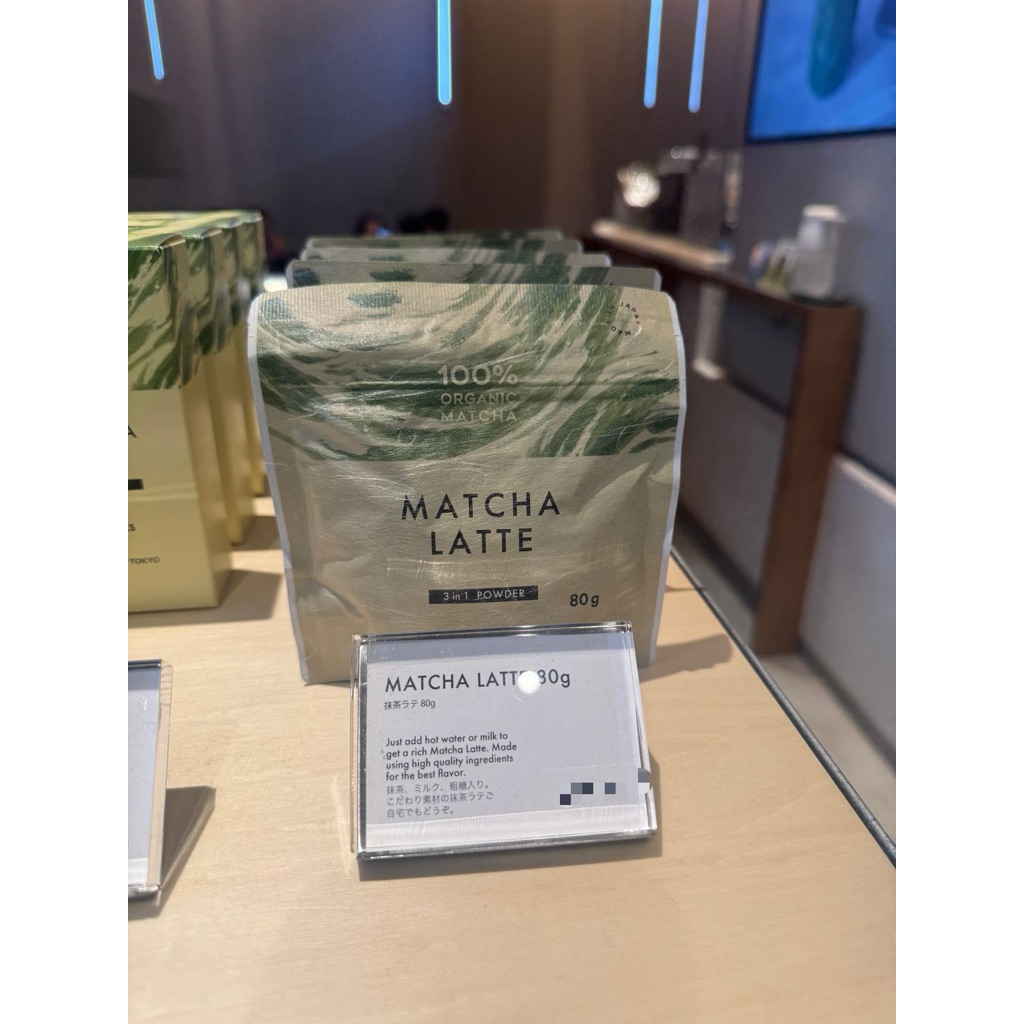 MADE IN JAPAN
100%
ORGANIC
MATCHA
MATCHA
LATTE
3 in 1 POWDER
80g
TOKYO
MATCHA LATTE 80g
抹茶ラテ 80g
Just add hot water or milk to
get a rich Matcha Latte. Made
using high quality ingredients
for the best flavor.
抹茶、ミルク、粗糖入り。
こだわり素材の抹茶ラテご
自宅でもどうぞ。